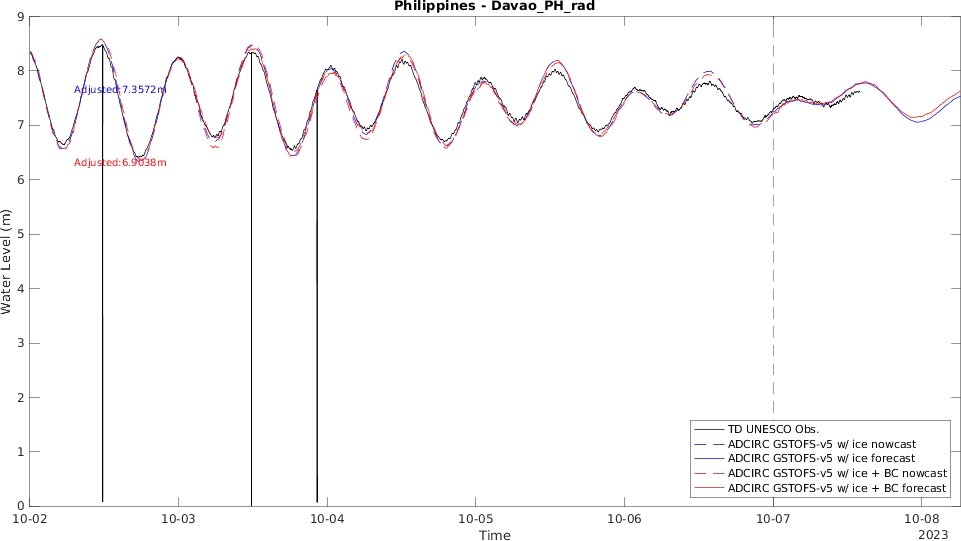 Philippines - Davao_PH_rad
9
8
7
6
5
4
3
2
1
0
Water Level (m)
Adjusted:7.3572m
Adjusted:6.9038m
TD UNESCO Obs.
ADCIRC GSTOFS-v5 w/ ice nowcast
ADCIRC GSTOFS-v5 w/ ice forecast
ADCIRC GSTOFS-v5 w/ ice + BC nowcast
ADCIRC GSTOFS-v5 w/ ice + BC forecast
10-02 10-03 10-04 10-05 10-06 10-07 10-08
Time
2023